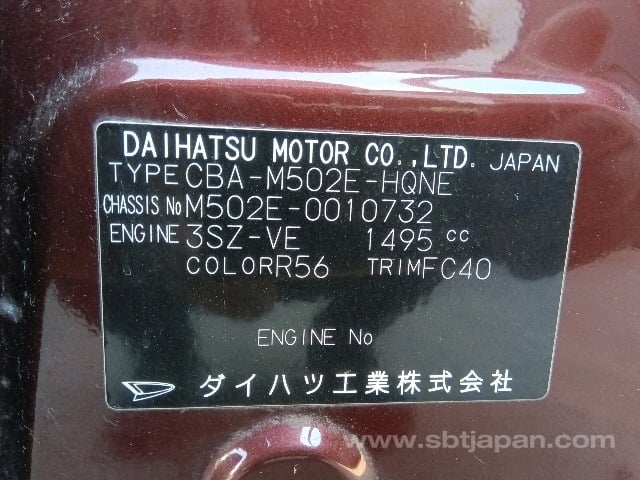 DAIHATSU MOTOR CO.,LTD. JAPAN
TYPE CBA-M502E-HQNE
CHASSIS No M502E-0010732
ENGINE 3SZ-VE 1495 cc
COLOR R56 TRIM FC40
ENGINE No
ダイハツ工業株式会社
www.sbtjapan.com